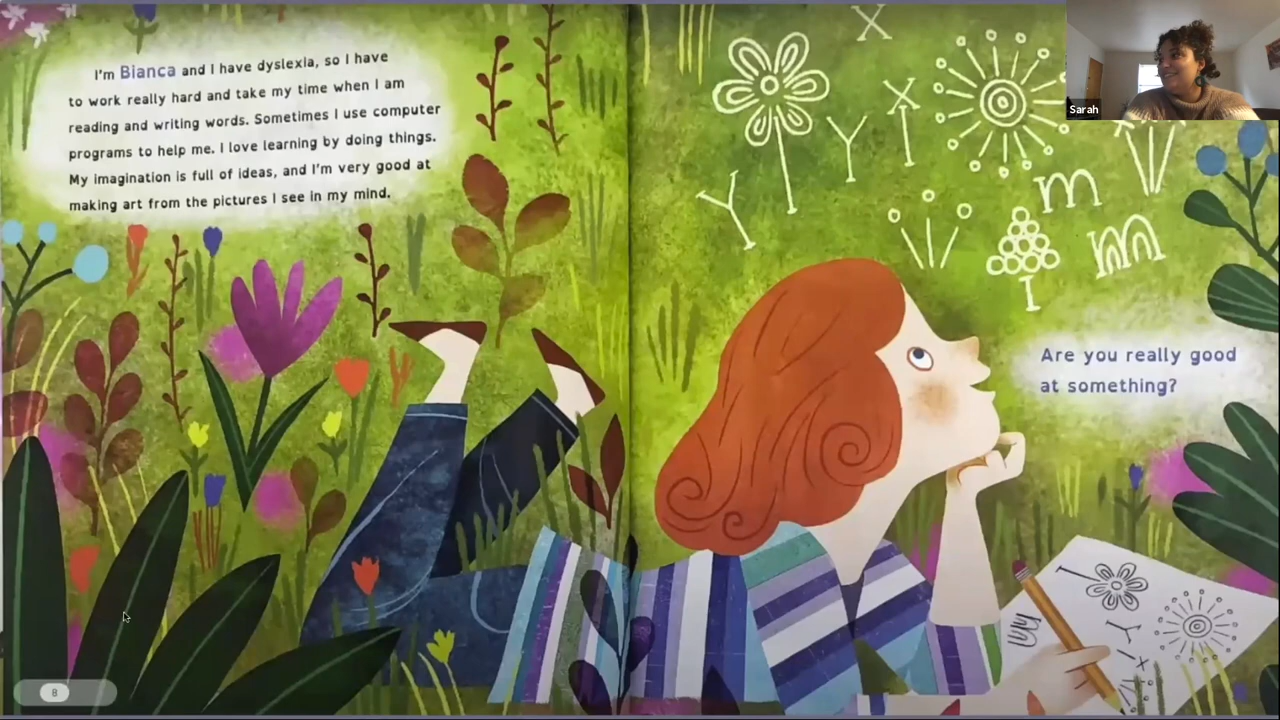 I'm Bianca and I have dyslexia, so I have
to work really hard and take my time when I am
reading and writing words. Sometimes I use computer
programs to help me. I love learning by doing things.
My imagination is full of ideas, and I'm very good at
making art from the pictures I see in my mind.
X
X
Y
I
Y
m
m
I
Sarah
Are you really good
at something?
8